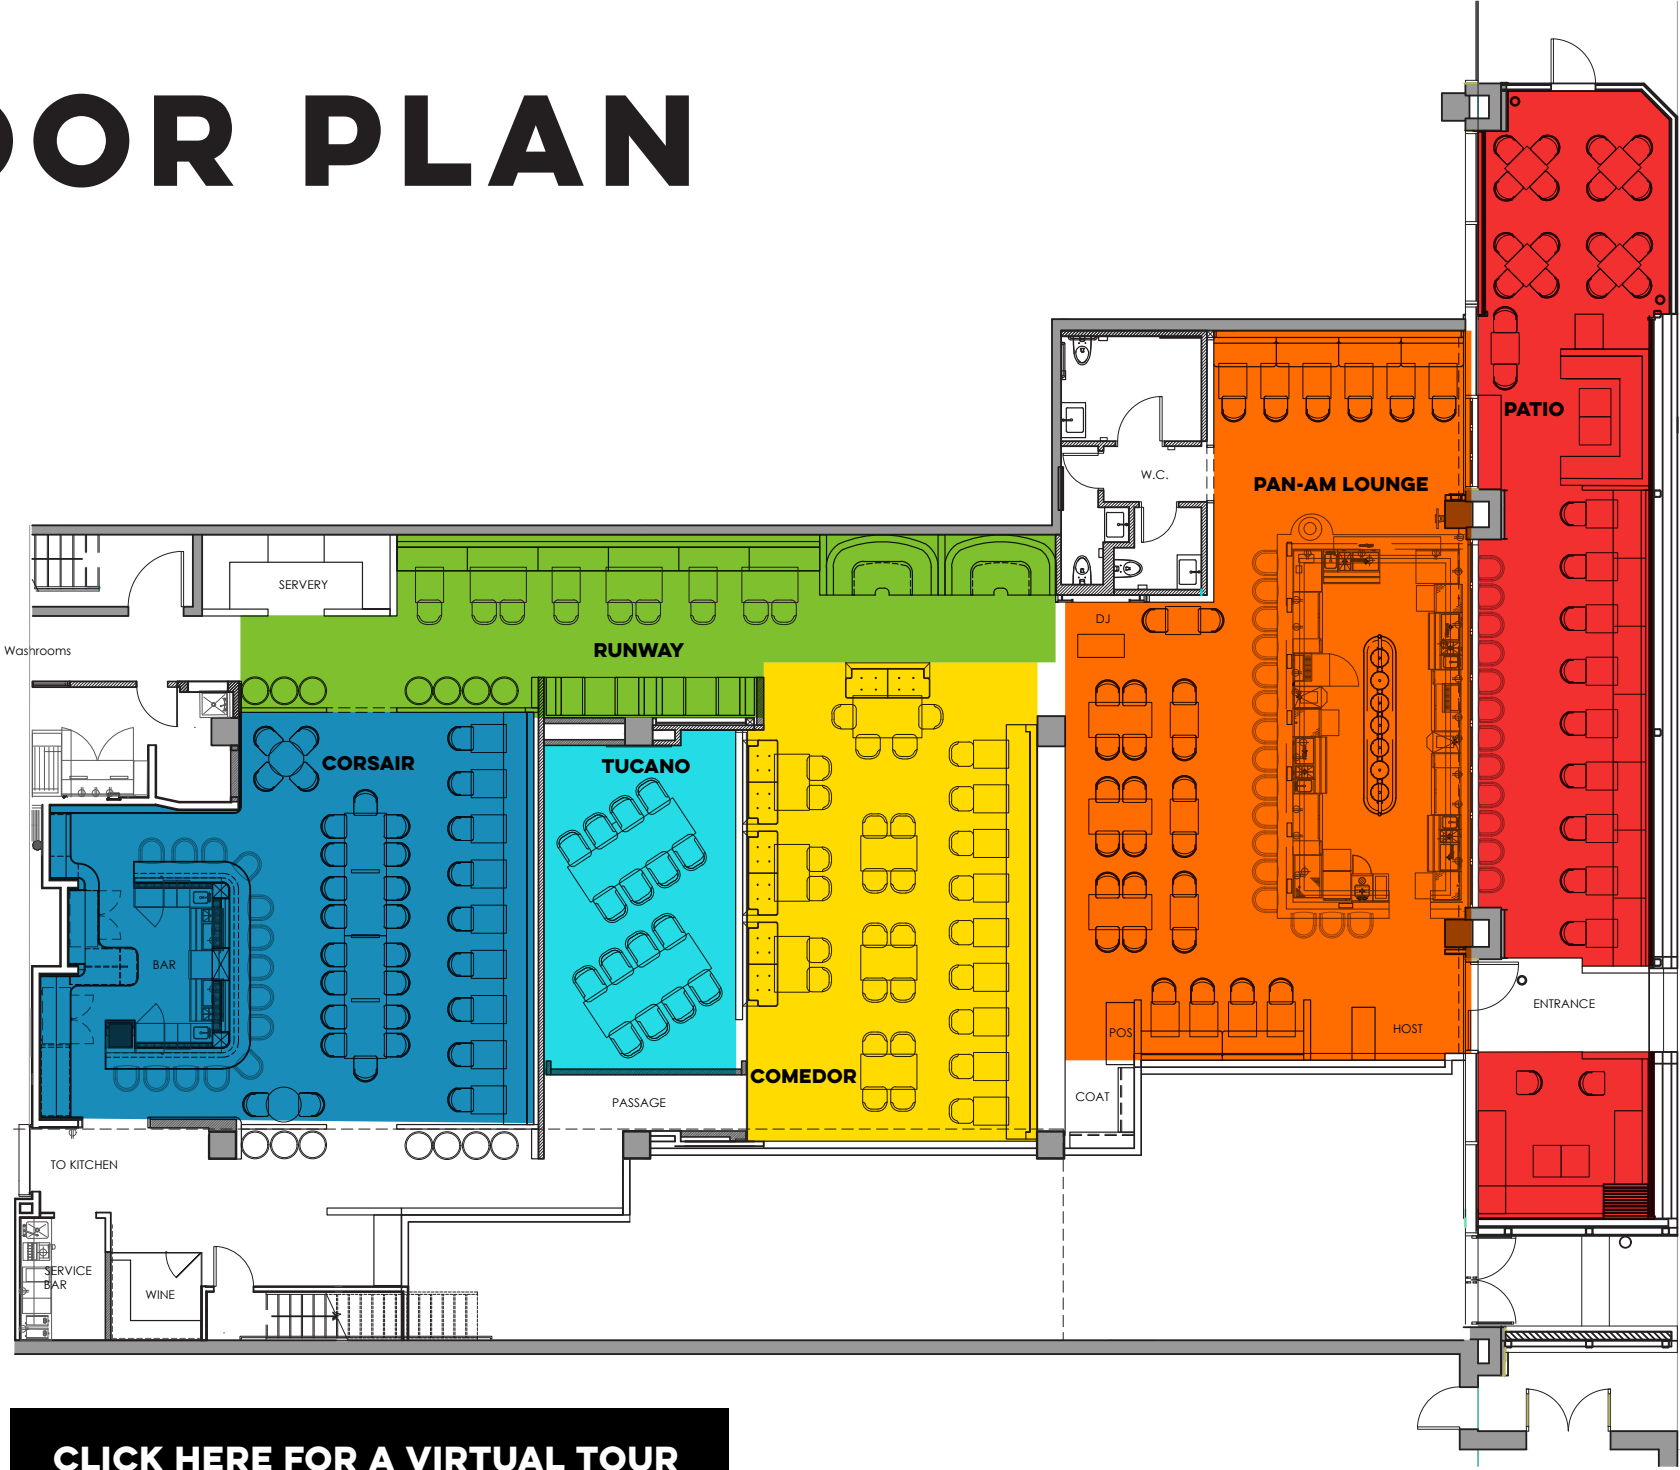 OOR PLAN
PATIO
W.C.
PAN-AM LOUNGE
SERVERY
DJ
Washrooms
RUNWAY
CORSAIR
TUCANO
BAR
ENTRANCE
POS
HOST
COMEDOR
PASSAGE
COAT
TO KITCHEN
SERVICE
BAR
WINE
CLICK HERE FOR A VIRTUAL TOUR